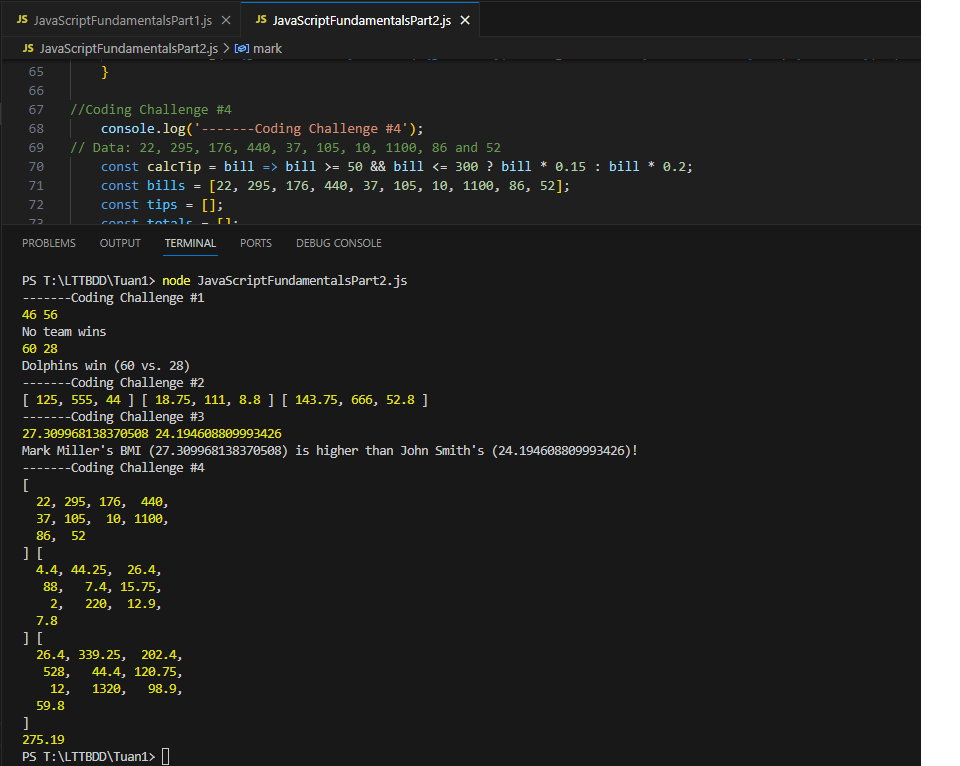 JS JavaScriptFundamentalsPart1.js ✕ JS JavaScriptFundamentalsPart2.js ✕
JS JavaScriptFundamentalsPart2.js > mark
65 }
66
67 //Coding Challenge #4
68 console.log('-------Coding Challenge #4');
69 // Data: 22, 295, 176, 440, 37, 105, 10, 1100, 86 and 52
70 const calcTip = bill => bill >= 50 && bill <= 300 ? bill * 0.15 : bill * 0.2;
71 const bills = [22, 295, 176, 440, 37, 105, 10, 1100, 86, 52];
72 const tips = [];
73 const totals = [];
PROBLEMS OUTPUT TERMINAL PORTS DEBUG CONSOLE
PS T:\LTTBDD\Tuan1> node JavaScriptFundamentalsPart2.js
-------Coding Challenge #1
46 56
No team wins
60 28
Dolphins win (60 vs. 28)
-------Coding Challenge #2
[ 125, 555, 44 ] [ 18.75, 111, 8.8 ] [ 143.75, 666, 52.8 ]
-------Coding Challenge #3
27.309968138370508 24.194608809993426
Mark Miller's BMI (27.309968138370508) is higher than John Smith's (24.194608809993426)!
-------Coding Challenge #4
[
22, 295, 176, 440,
37, 105, 10, 1100,
86, 52
] [
4.4, 44.25, 26.4,
88, 7.4, 15.75,
2, 220, 12.9,
7.8
] [
26.4, 339.25, 202.4,
528, 44.4, 120.75,
12, 1320, 98.9,
59.8
]
275.19
PS T:\LTTBDD\Tuan1>